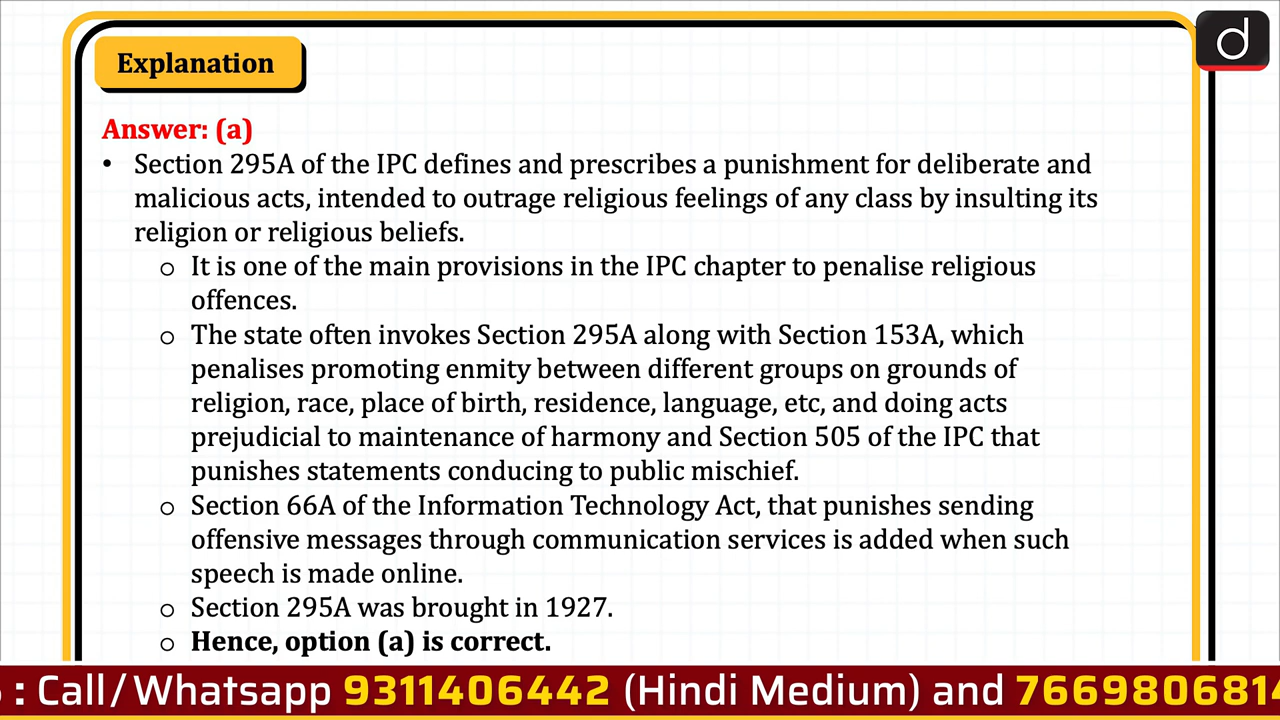 Explanation
d
Answer: (a)
• Section 295A of the IPC defines and prescribes a punishment for deliberate and
malicious acts, intended to outrage religious feelings of any class by insulting its
religion or religious beliefs.
o It is one of the main provisions in the IPC chapter to penalise religious
offences.
o The state often invokes Section 295A along with Section 153A, which
penalises promoting enmity between different groups on grounds of
religion, race, place of birth, residence, language, etc, and doing acts
prejudicial to maintenance of harmony and Section 505 of the IPC that
punishes statements conducing to public mischief.
o Section 66A of the Information Technology Act, that punishes sending
offensive messages through communication services is added when such
speech is made online.
o Section 295A was brought in 1927.
o Hence, option (a) is correct.
: Call/Whatsapp 9311406442 (Hindi Medium) and 766980681